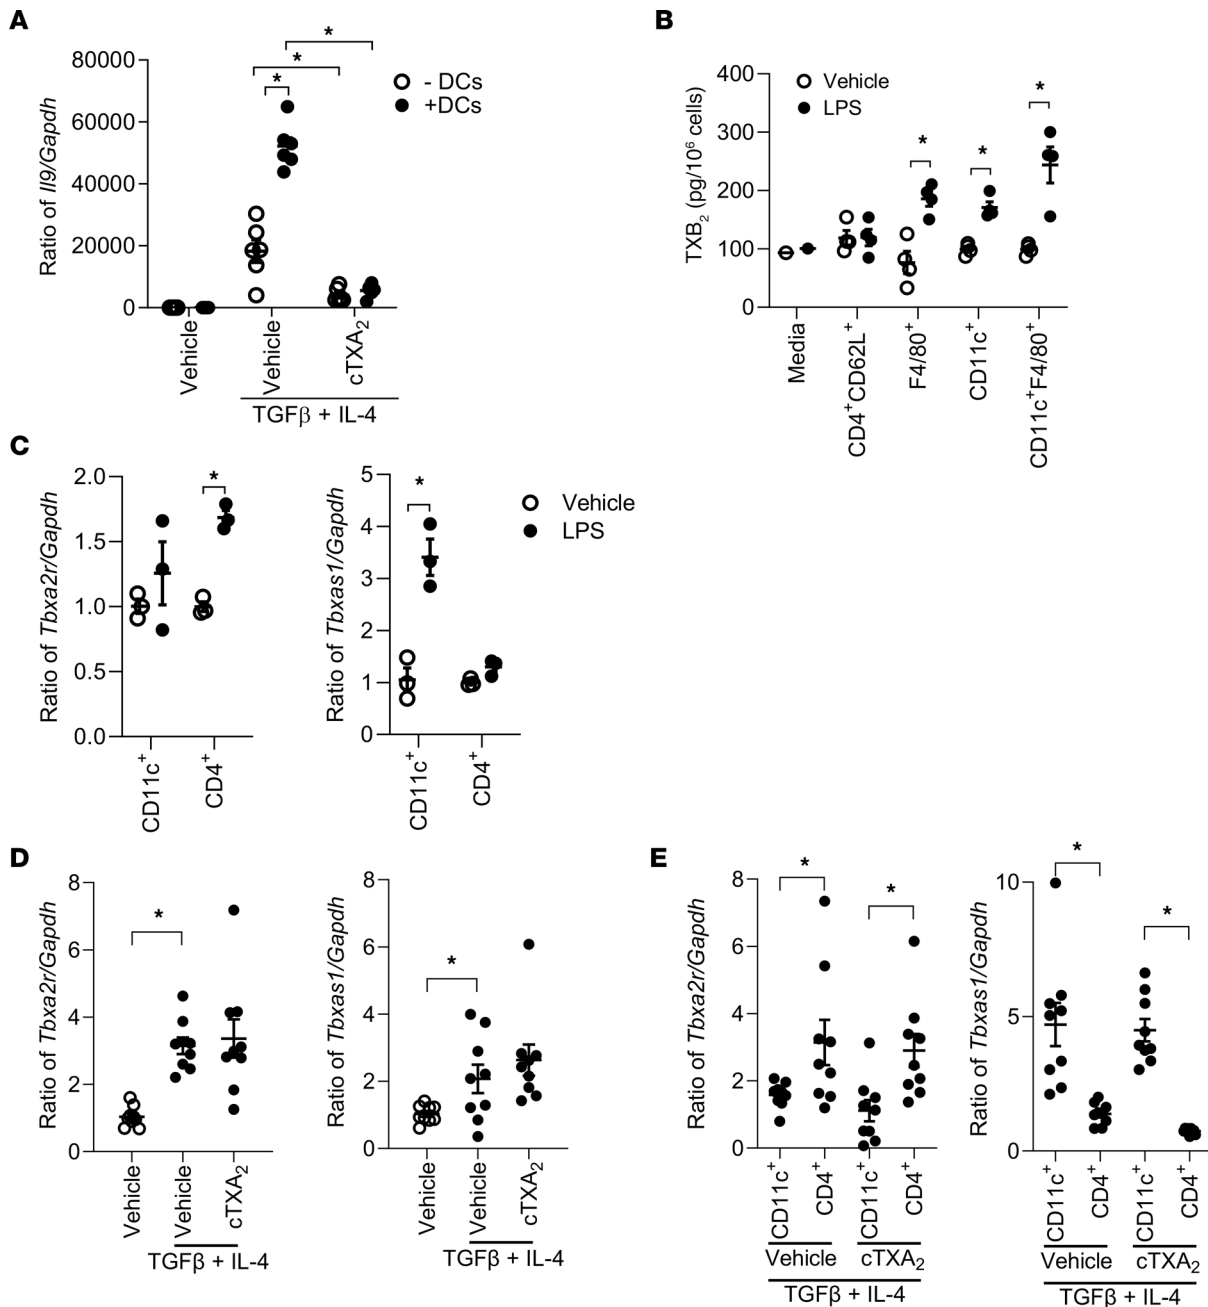 A
Ratio of Il9/Gapdh
80000
60000
40000
20000
0
* * *
- DCs
+DCs
Vehicle
Vehicle
cTXA2
TGFβ + IL-4
B
TXB2 (pg/10^6 cells)
400
300
200
100
0
Vehicle
LPS
* * *
Media
CD4+CD62L+
F4/80+
CD11c+
CD11c+F4/80+
C
Ratio of Tbxa2r/Gapdh
2.0
1.5
1.0
0.5
0.0
*
CD11c+
CD4+
Ratio of Tbxas1/Gapdh
5
4
3
2
1
0
*
CD11c+
CD4+
Vehicle
LPS
D
Ratio of Tbxa2r/Gapdh
8
6
4
2
0
*
Vehicle
Vehicle
cTXA2
TGFβ + IL-4
Ratio of Tbxas1/Gapdh
8
6
4
2
0
*
Vehicle
Vehicle
cTXA2
TGFβ + IL-4
E
Ratio of Tbxa2r/Gapdh
8
6
4
2
0
* *
CD11c+
CD4+
CD11c+
CD4+
Vehicle
cTXA2
TGFβ + IL-4
Ratio of Tbxas1/Gapdh
10
5
0
* *
CD11c+
CD4+
CD11c+
CD4+
Vehicle
cTXA2
TGFβ + IL-4